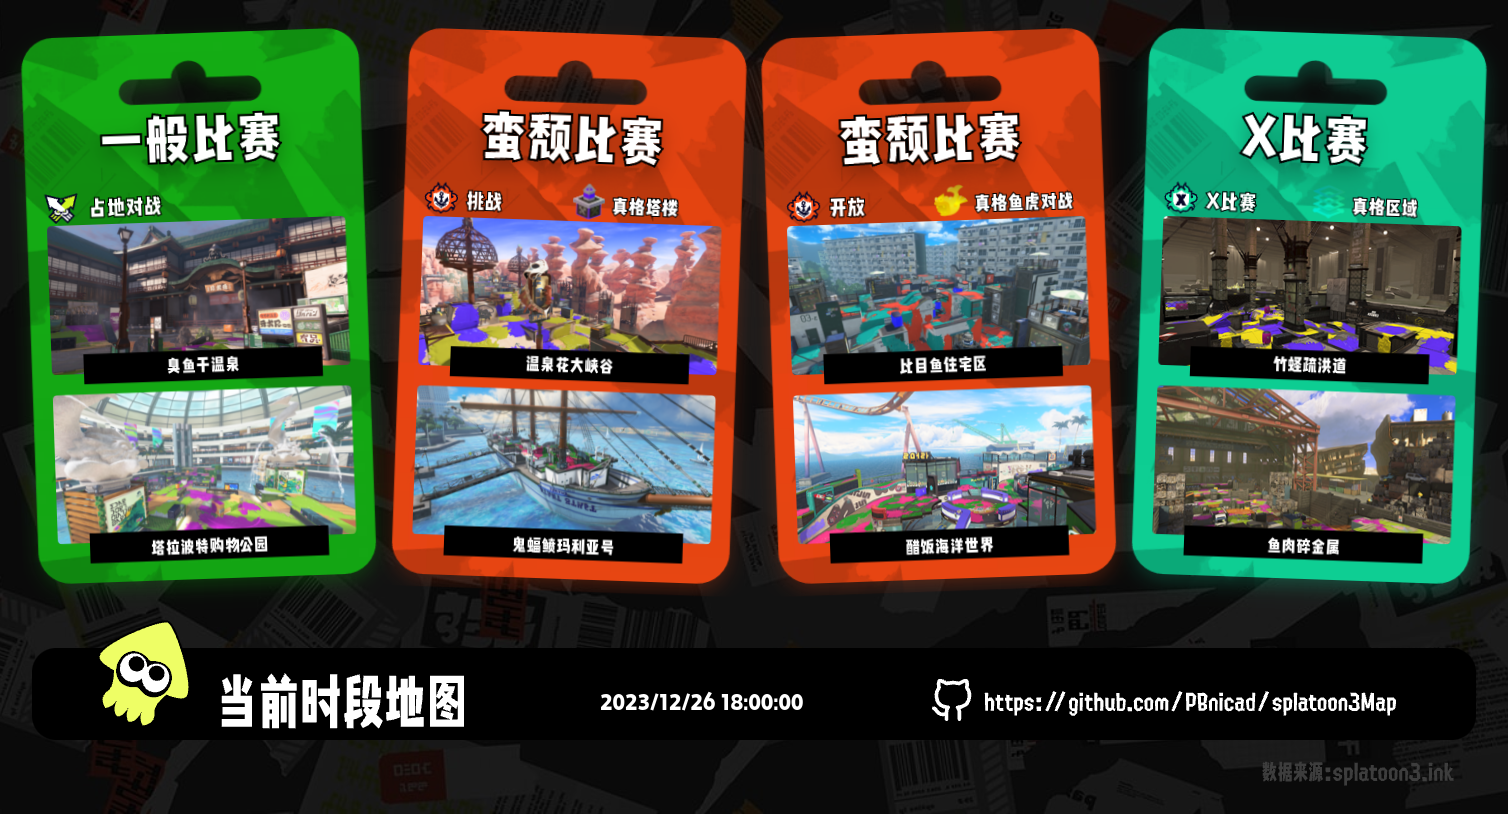 一般比赛
占地对战
臭鱼干温泉
塔拉波特购物公园
蛮颓比赛
挑战
真格塔楼
温泉花大峡谷
鬼蝠鲼玛利亚号
蛮颓比赛
开放
真格鱼虎对战
比目鱼住宅区
醋饭海洋世界
X比赛
X比赛
真格区域
竹蛏疏洪道
鱼肉碎金属
当前时段地图
2023/12/26 18:00:00
https://github.com/PBnicad/splatoon3Map
数据来源:splatoon3.ink